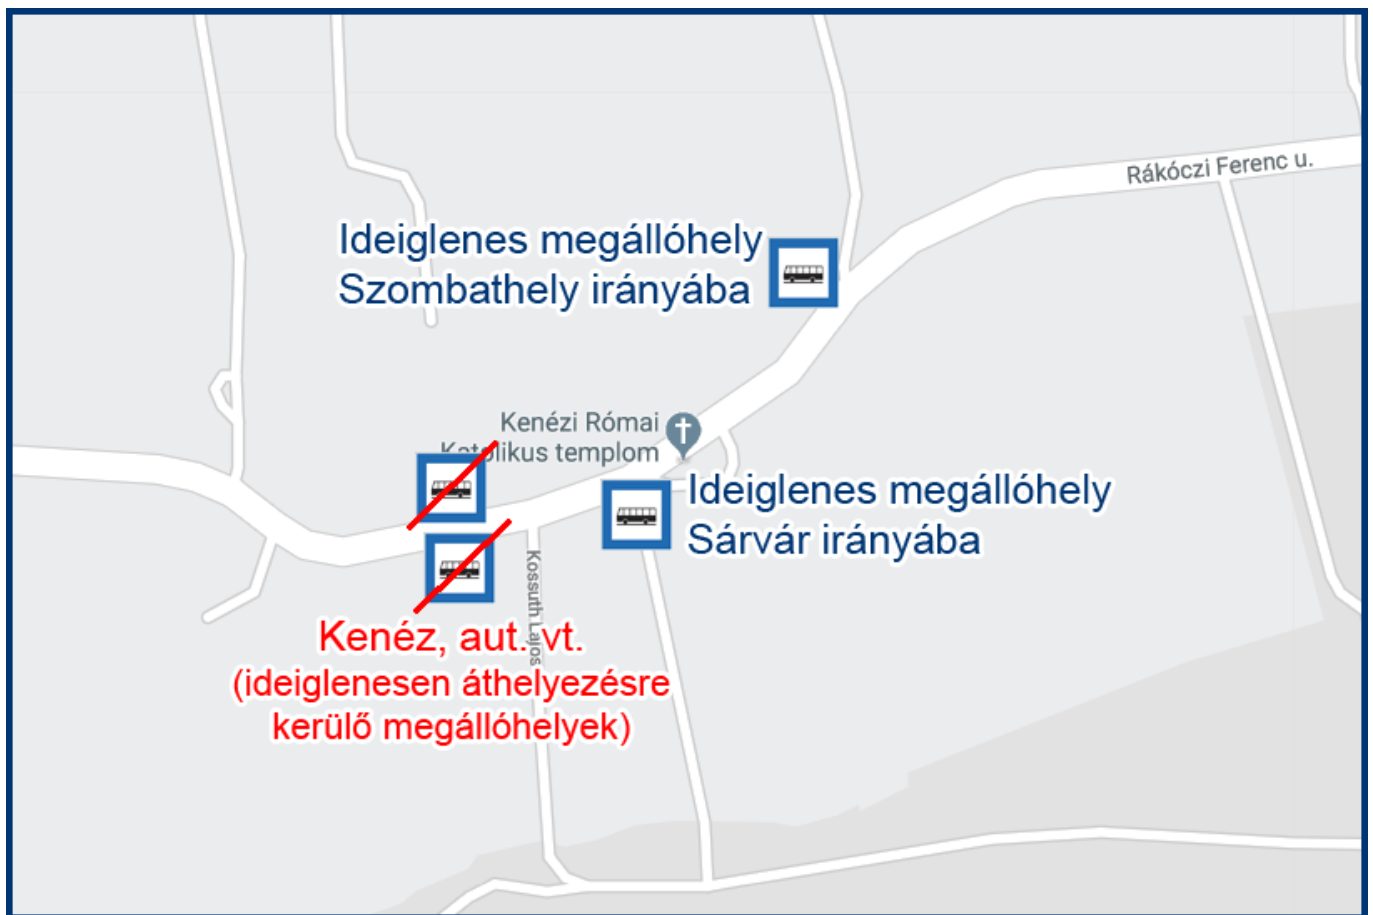 Rákóczi Ferenc u.
Ideiglenes megállóhely
Szombathely irányába
Kenézi Római
Katolikus templom
Ideiglenes megállóhely
Sárvár irányába
Kossuth Lajos
Kenéz, aut. vt.
(ideiglenesen áthelyezésre
kerülő megállóhelyek)